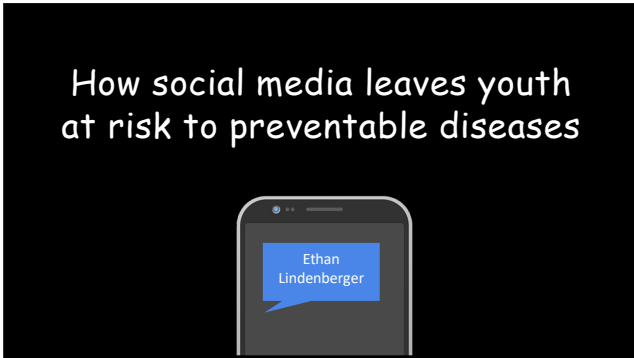 How social media leaves youth
at risk to preventable diseases
Ethan
Lindenberger